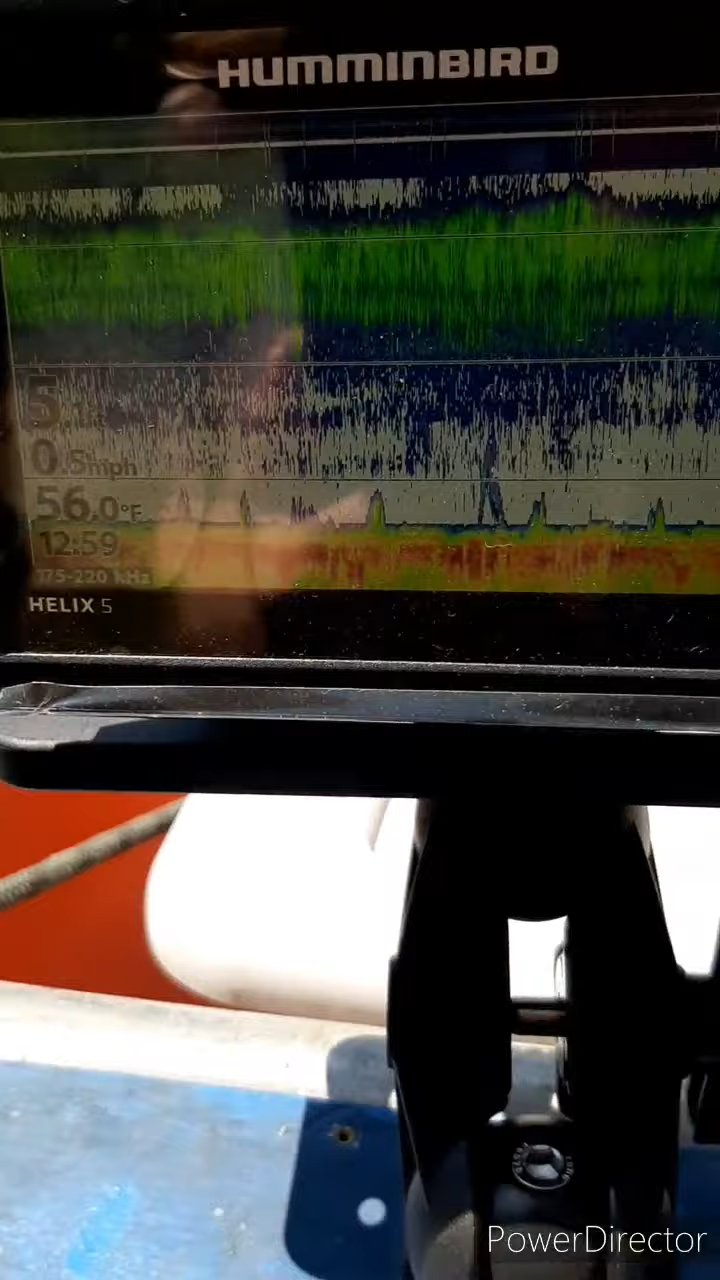 HUMMINBIRD
5
0.5mph
56.0°F
12:59
175-220 kHz
HELIX 5
PowerDirector